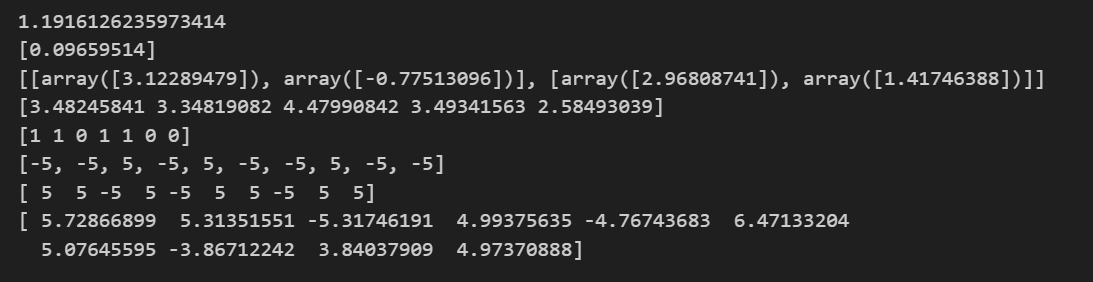 1.1916126235973414
[0.09659514]
[[array([3.12289479]), array([-0.77513096])], [array([2.96808741]), array([1.41746388])]]
[3.48245841 3.34819082 4.47990842 3.49341563 2.58493039]
[1 1 0 1 1 0 0]
[-5, -5, 5, -5, 5, -5, -5, 5, -5, -5]
[ 5  5 -5  5 -5  5  5 -5  5  5]
[ 5.72866899  5.31351551 -5.31746191  4.99375635 -4.76743683  6.47133204
  5.07645595 -3.86712242  3.84037909  4.97370888]